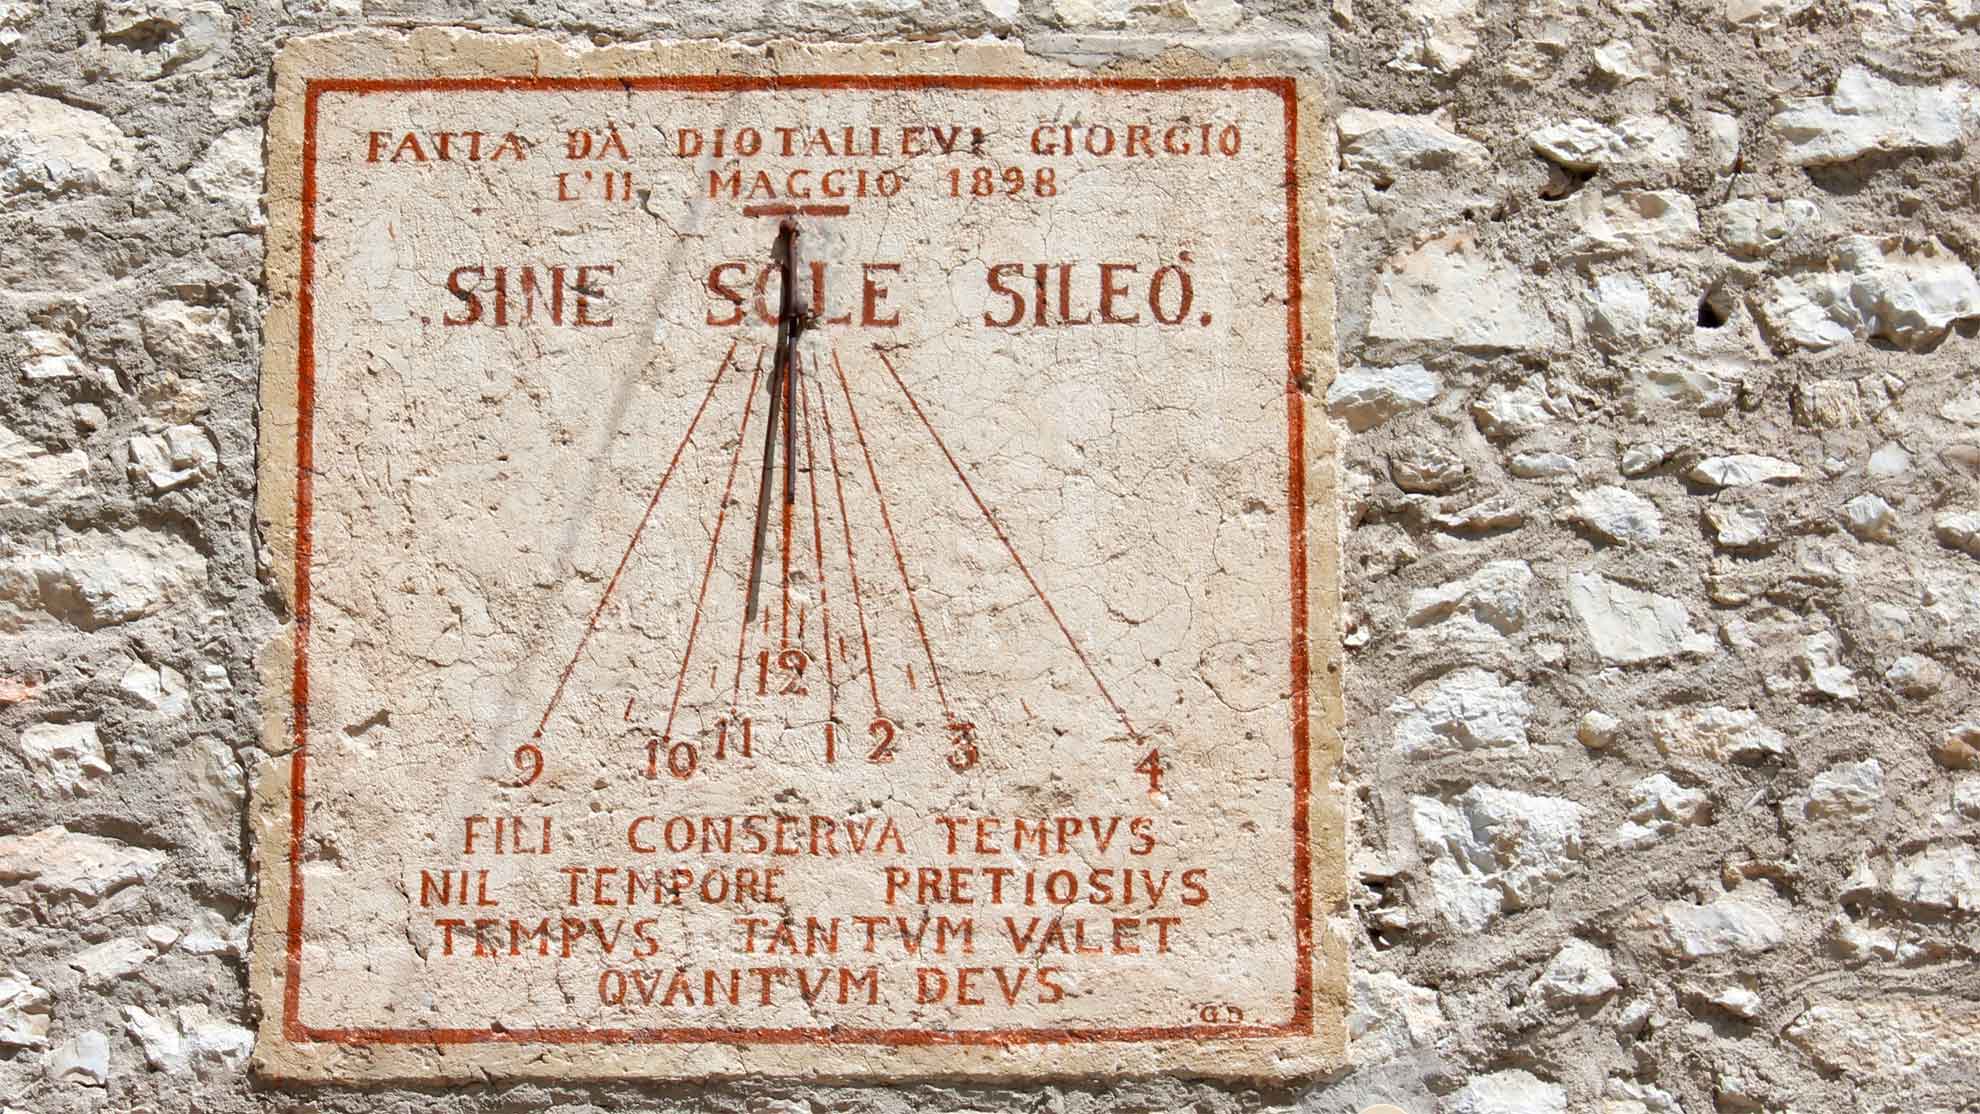 FATTA DA DIOTALLEVI GIORGIO
L'11 MAGGIO 1898
.SINE SOLE SILEO.
12
9 10 11 1 2 3 4
FILI CONSERVA TEMPVS
NIL TEMPORE PRETIOSIVS
TEMPVS TANTVM VALET
QVANTVM DEVS
G D.